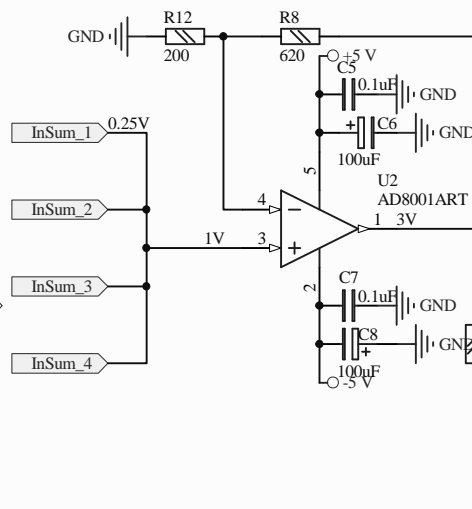 R12
R8
GND
200
620
+5 V
C5
0.1uF
GND
InSum_1
0.25V
C6
GND
100uF
5
U2
AD8001ART
InSum_2
4
1
3V
1V
3
InSum_3
2
C7
0.1uF
GND
C8
GND
InSum_4
100uF
-5 V